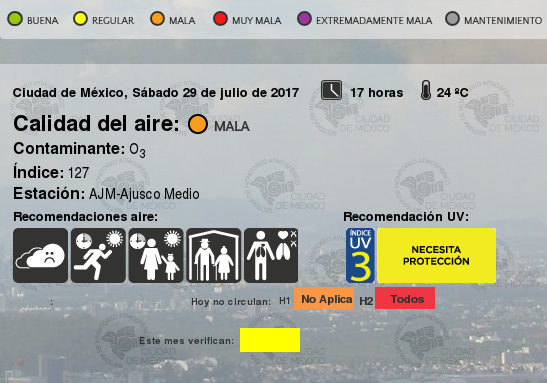 BUENA REGULAR MALA MUY MALA EXTREMADAMENTE MALA MANTENIMIENTO
Ciudad de México, Sábado 29 de julio de 2017 17 horas 24 ºC
Calidad del aire: MALA
Contaminante: O3
Índice: 127
Estación: AJM-Ajusco Medio
Recomendaciones aire: Recomendación UV:
ÍNDICE
UV
3
NECESITA
PROTECCIÓN
: Hoy no circulan: H1 No Aplica H2 Todos
Este mes verifican: